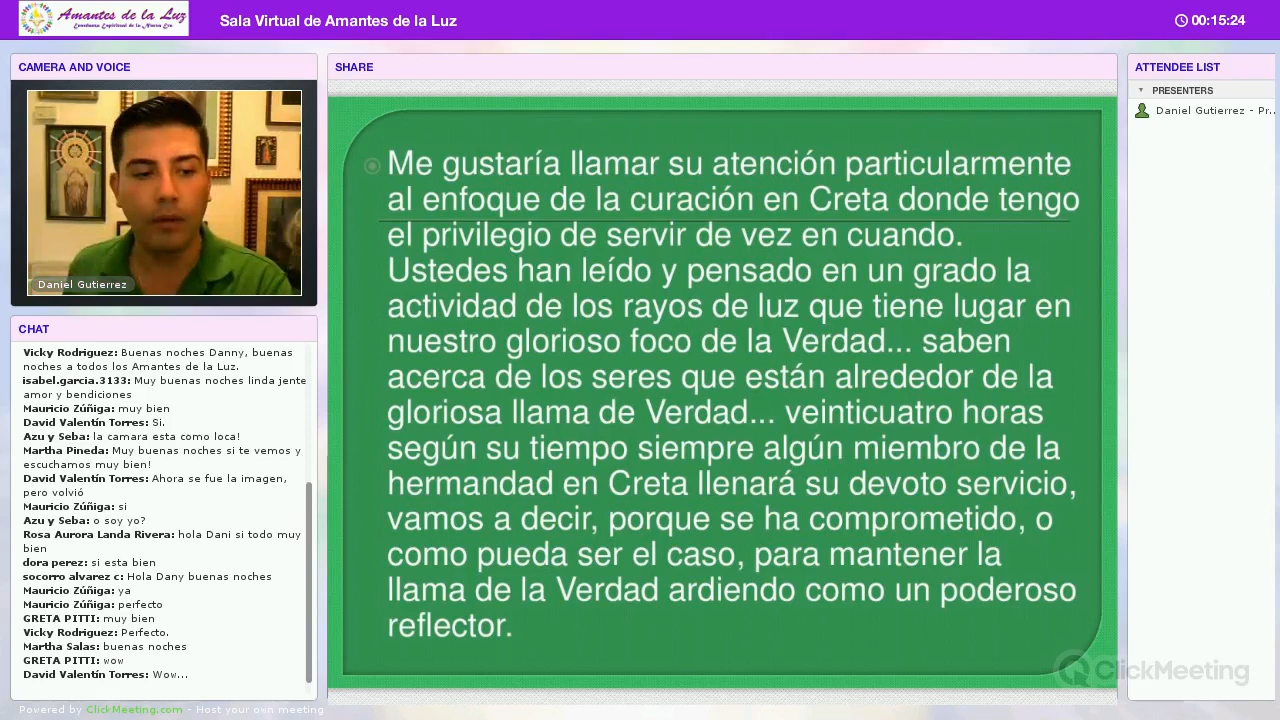 Amantes de la Luz
Enseñanza Espiritual de la Nueva Era
Sala Virtual de Amantes de la Luz
00:15:24
CAMERA AND VOICE
Daniel Gutierrez
CHAT
Vicky Rodriguez: Buenas noches Danny, buenas
noches a todos los Amantes de la Luz.
isabel.garcia.3133: Muy buenas noches linda jente
amor y bendiciones
Mauricio Zúñiga: muy bien
David Valentín Torres: Si.
Azu y Seba: la camara esta como loca!
Martha Pineda: Muy buenas noches si te vemos y
escuchamos muy bien!
David Valentín Torres: Ahora se fue la imagen,
pero volvió
Mauricio Zúñiga: si
Azu y Seba: o soy yo?
Rosa Aurora Landa Rivera: hola Dani si todo muy
bien
dora perez: si esta bien
socorro alvarez c: Hola Dany buenas noches
Mauricio Zúñiga: ya
Mauricio Zúñiga: perfecto
GRETA PITTI: muy bien
Vicky Rodriguez: Perfecto.
Martha Salas: buenas noches
GRETA PITTI: wow
David Valentín Torres: Wow...
Powered by ClickMeeting.com - Host your own meeting
SHARE
Me gustaría llamar su atención particularmente
al enfoque de la curación en Creta donde tengo
el privilegio de servir de vez en cuando.
Ustedes han leído y pensado en un grado la
actividad de los rayos de luz que tiene lugar en
nuestro glorioso foco de la Verdad... saben
acerca de los seres que están alrededor de la
gloriosa llama de Verdad... veinticuatro horas
según su tiempo siempre algún miembro de la
hermandad en Creta llenará su devoto servicio,
vamos a decir, porque se ha comprometido, o
como pueda ser el caso, para mantener la
llama de la Verdad ardiendo como un poderoso
reflector.
ClickMeeting
ATTENDEE LIST
PRESENTERS
Daniel Gutierrez - Pr...